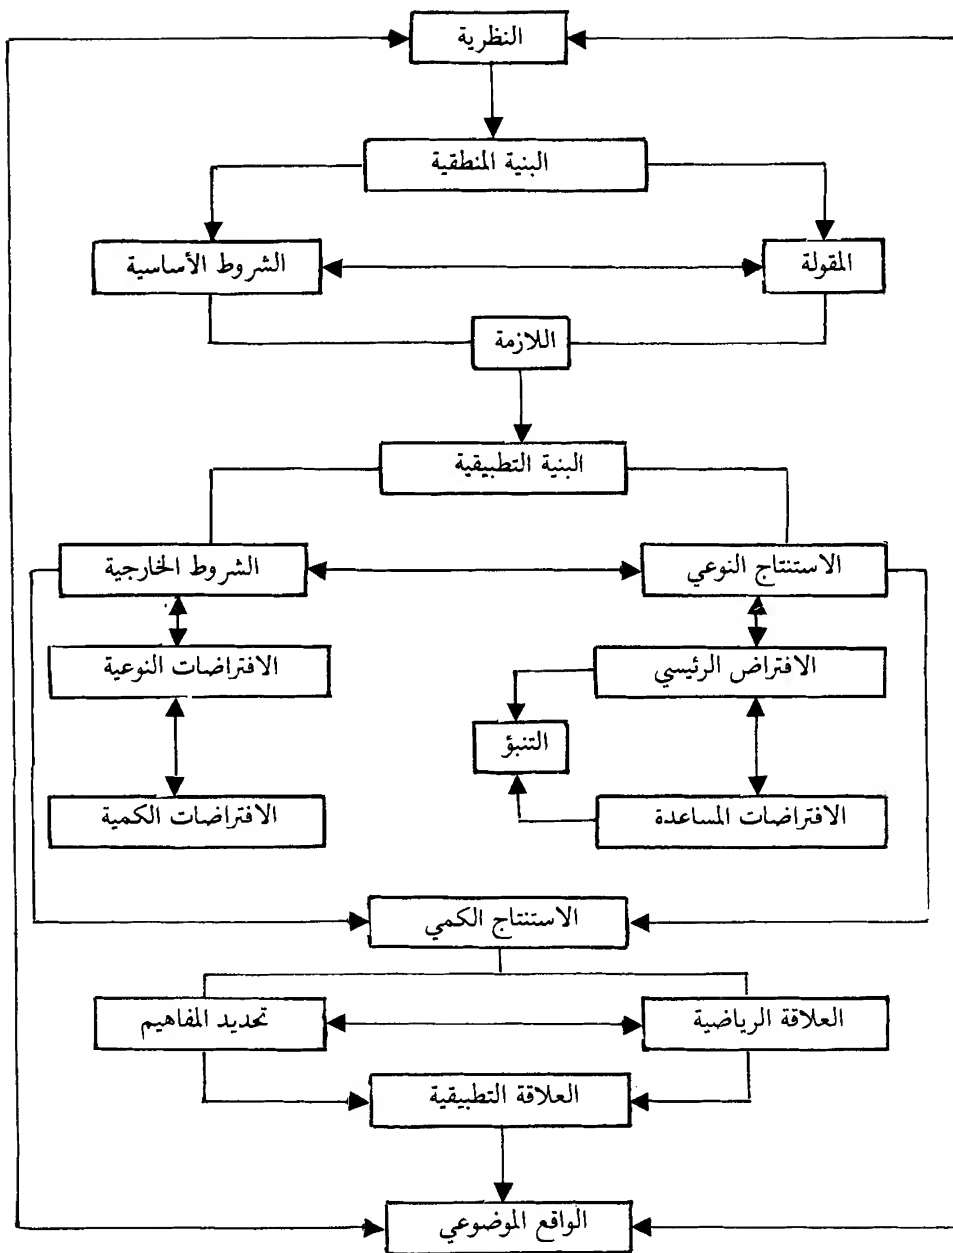 النظرية
البنية المنطقية
المقولة
الشروط الأساسية
اللازمة
البنية التطبيقية
الاستنتاج النوعي
الشروط الخارجية
الافتراض الرئيسي
الافتراضات النوعية
التنبؤ
الافتراضات المساعدة
الافتراضات الكمية
الاستنتاج الكمي
العلاقة الرياضية
تحديد المفاهيم
العلاقة التطبيقية
الواقع الموضوعي